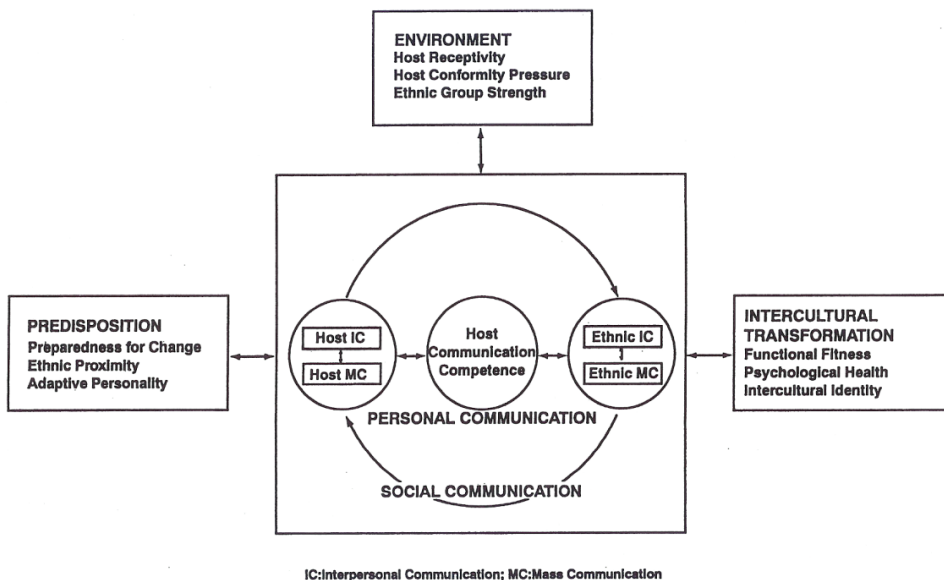 ENVIRONMENT
Host Receptivity
Host Conformity Pressure
Ethnic Group Strength
PREDISPOSITION
Preparedness for Change
Ethnic Proximity
Adaptive Personality
Host IC
Host MC
Host
Communication
Competence
Ethnic IC
Ethnic MC
PERSONAL COMMUNICATION
SOCIAL COMMUNICATION
INTERCULTURAL
TRANSFORMATION
Functional Fitness
Psychological Health
Intercultural Identity
IC:Interpersonal Communication; MC:Mass Communication